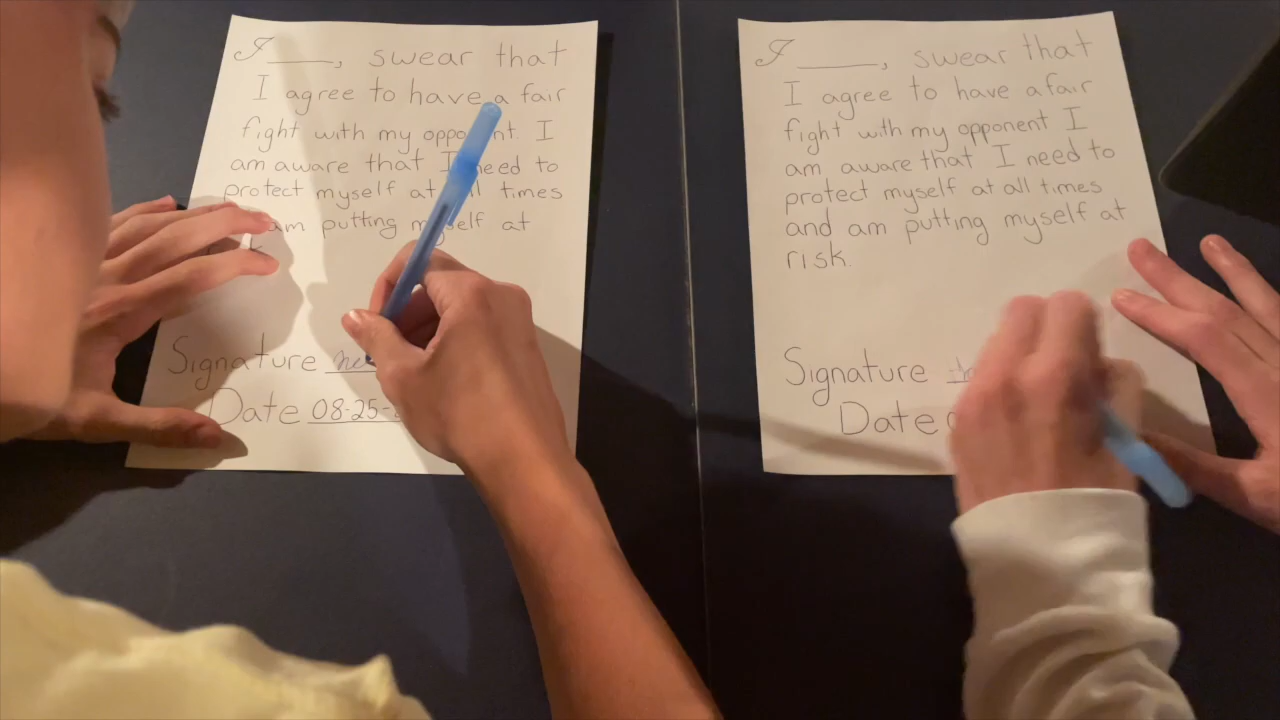 I ____, swear that
I agree to have a fair
fight with my I
am aware that I need to
protect myself at times
am putting myself at
Signature
Date 08-25-
I ____, swear that
I agree to have a fair
fight with my opponent I
am aware that I need to
protect myself at all times
and am putting myself at
risk.
Signature
Date